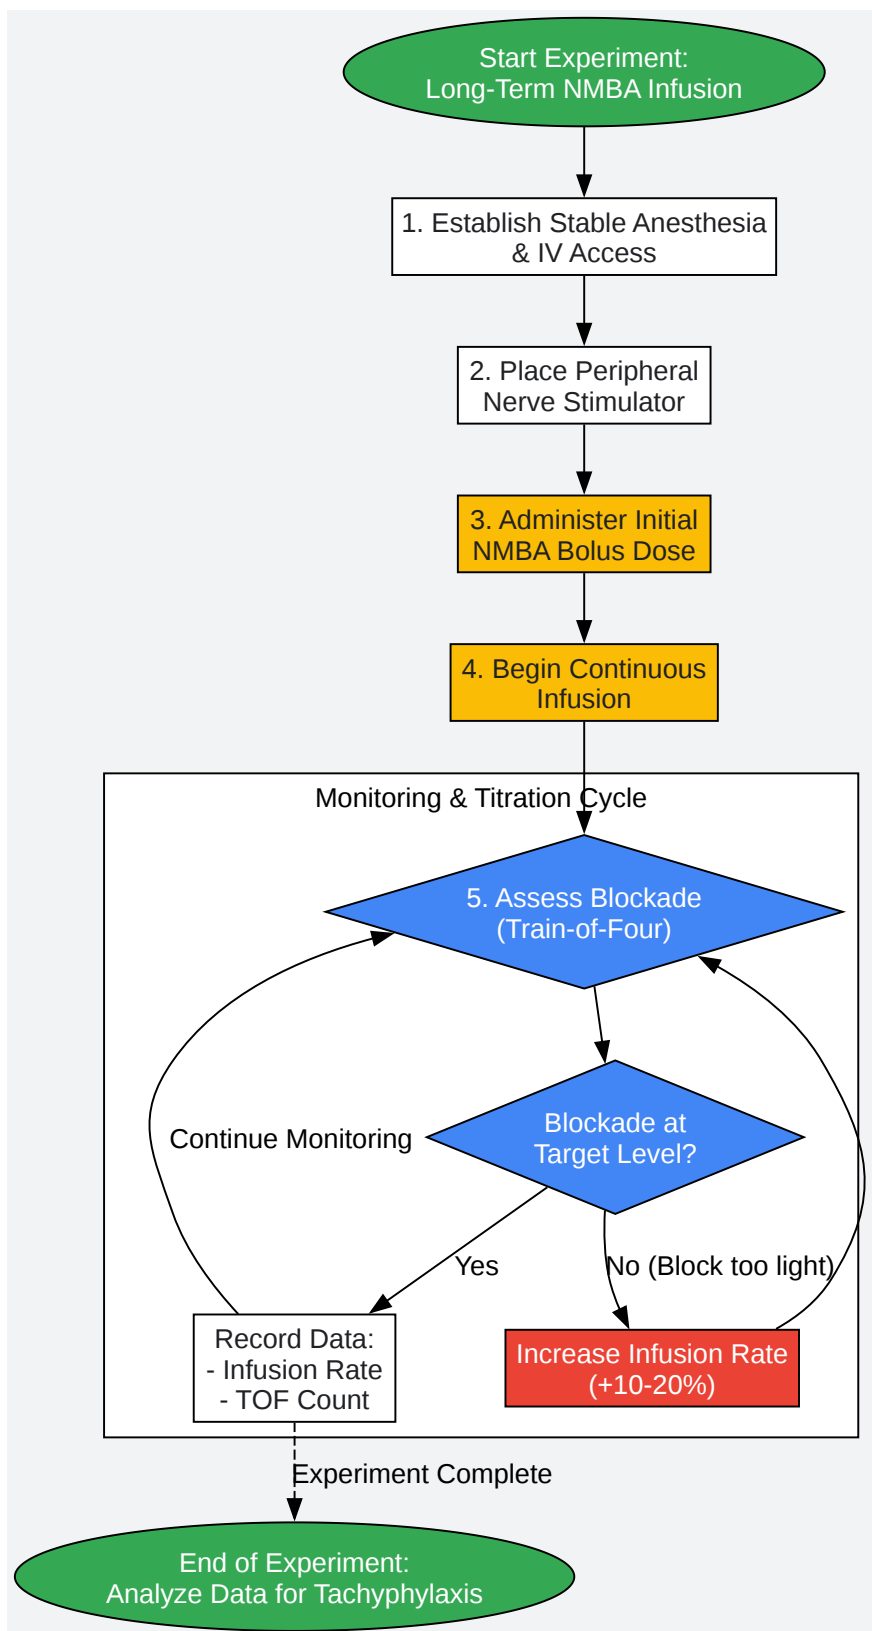 Start Experiment:
Long-Term NMBA Infusion
1. Establish Stable Anesthesia
& IV Access
2. Place Peripheral
Nerve Stimulator
3. Administer Initial
NMBA Bolus Dose
4. Begin Continuous
Infusion
Monitoring & Titration Cycle
5. Assess Blockade
(Train-of-Four)
Continue Monitoring
Blockade at
Target Level?
Yes
No (Block too light)
Record Data:
- Infusion Rate
- TOF Count
Increase Infusion Rate
(+10-20%)
Experiment Complete
End of Experiment:
Analyze Data for Tachyphylaxis